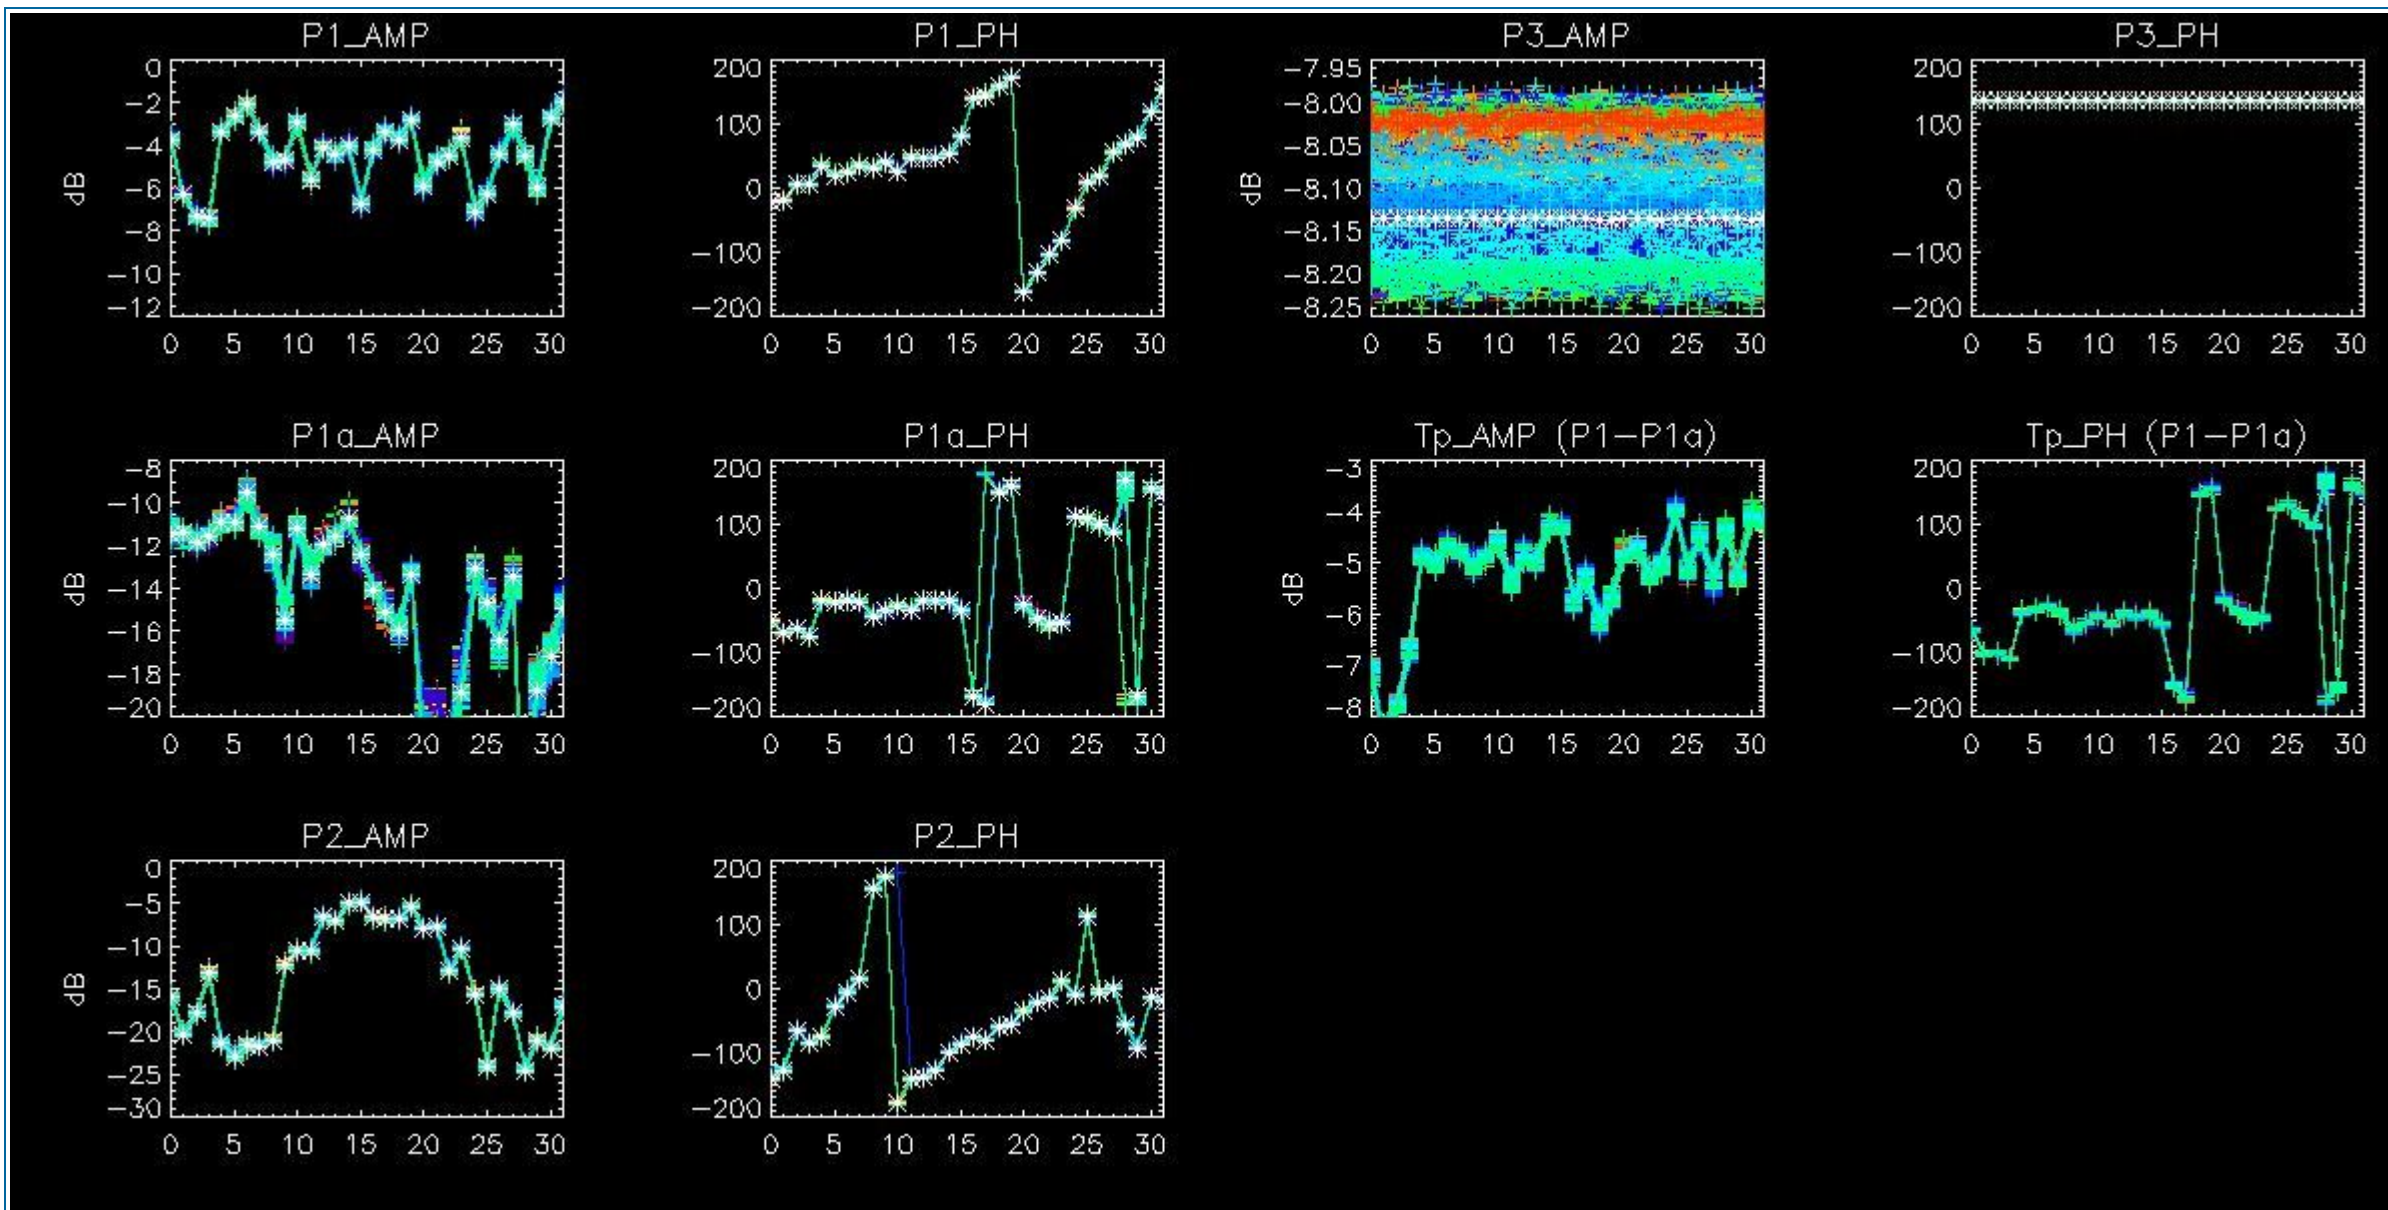 P1_AMP
0
−2
−4
−6
−8
−10
−12
dB
0 5 10 15 20 25 30
P1_PH
200
100
0
−100
−200
0 5 10 15 20 25 30
P3_AMP
−7.95
−8.00
−8.05
−8.10
−8.15
−8.20
−8.25
dB
0 5 10 15 20 25 30
P3_PH
200
100
0
−100
−200
0 5 10 15 20 25 30
P1a_AMP
−8
−10
−12
−14
−16
−18
−20
dB
0 5 10 15 20 25 30
P1a_PH
200
100
0
−100
−200
0 5 10 15 20 25 30
Tp_AMP (P1−P1a)
−3
−4
−5
−6
−7
−8
dB
0 5 10 15 20 25 30
Tp_PH (P1−P1a)
200
100
0
−100
−200
0 5 10 15 20 25 30
P2_AMP
0
−5
−10
−15
−20
−25
−30
dB
0 5 10 15 20 25 30
P2_PH
200
100
0
−100
−200
0 5 10 15 20 25 30